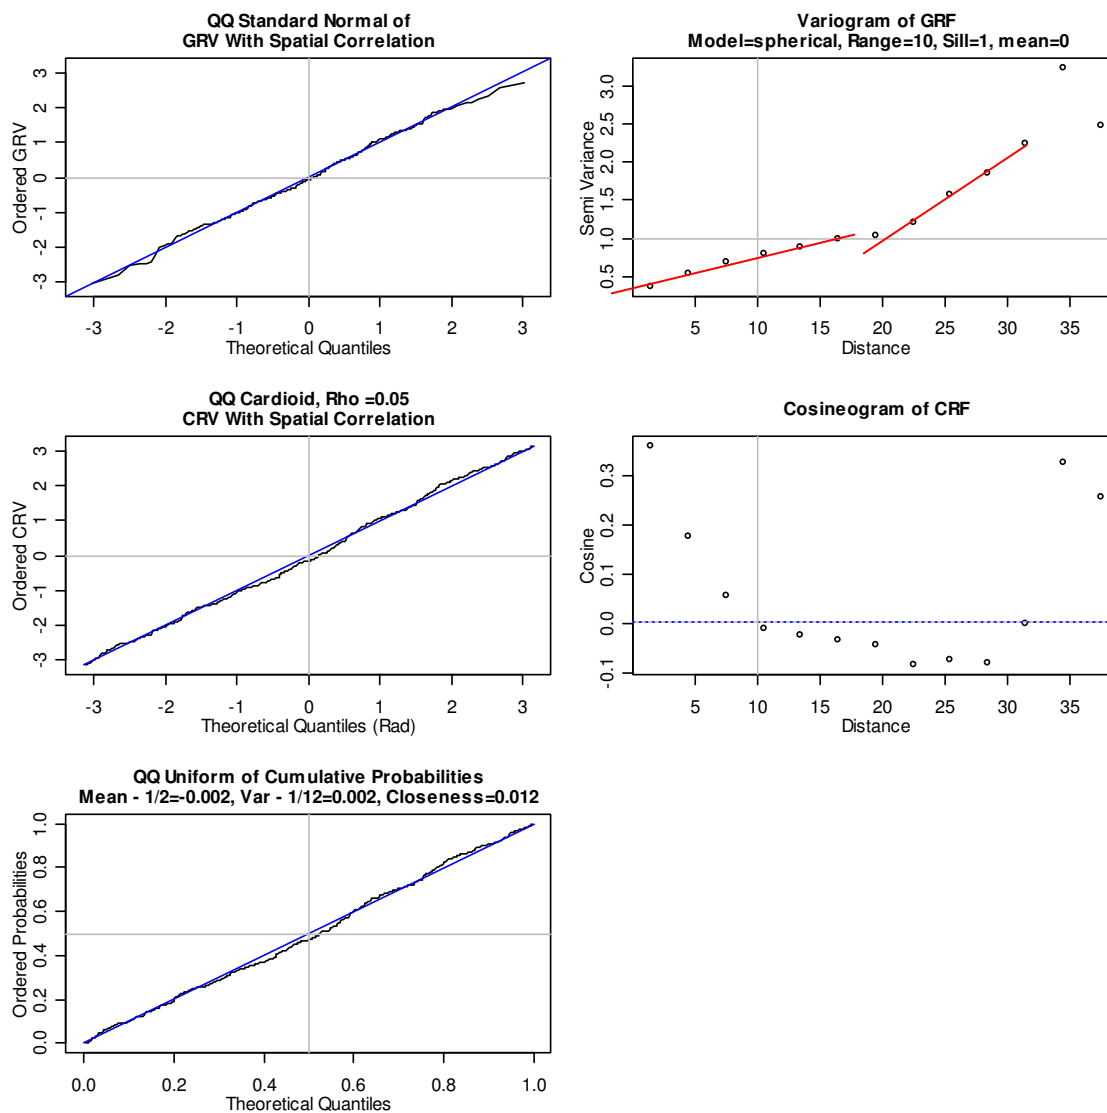 QQ Standard Normal of
GRV With Spatial Correlation
Ordered GRV
3
2
1
0
-1
-2
-3
-3 -2 -1 0 1 2 3
Theoretical Quantiles
Variogram of GRF
Model=spherical, Range=10, Sill=1, mean=0
Semi Variance
3.0
2.5
2.0
1.5
1.0
0.5
5 10 15 20 25 30 35
Distance
QQ Cardioid, Rho =0.05
CRV With Spatial Correlation
Ordered CRV
3
2
1
0
-1
-2
-3
-3 -2 -1 0 1 2 3
Theoretical Quantiles (Rad)
Cosineogram of CRF
Cosine
0.3
0.2
0.1
0.0
-0.1
5 10 15 20 25 30 35
Distance
QQ Uniform of Cumulative Probabilities
Mean - 1/2=-0.002, Var - 1/12=0.002, Closeness=0.012
Ordered Probabilities
1.0
0.8
0.6
0.4
0.2
0.0
0.0 0.2 0.4 0.6 0.8 1.0
Theoretical Quantiles